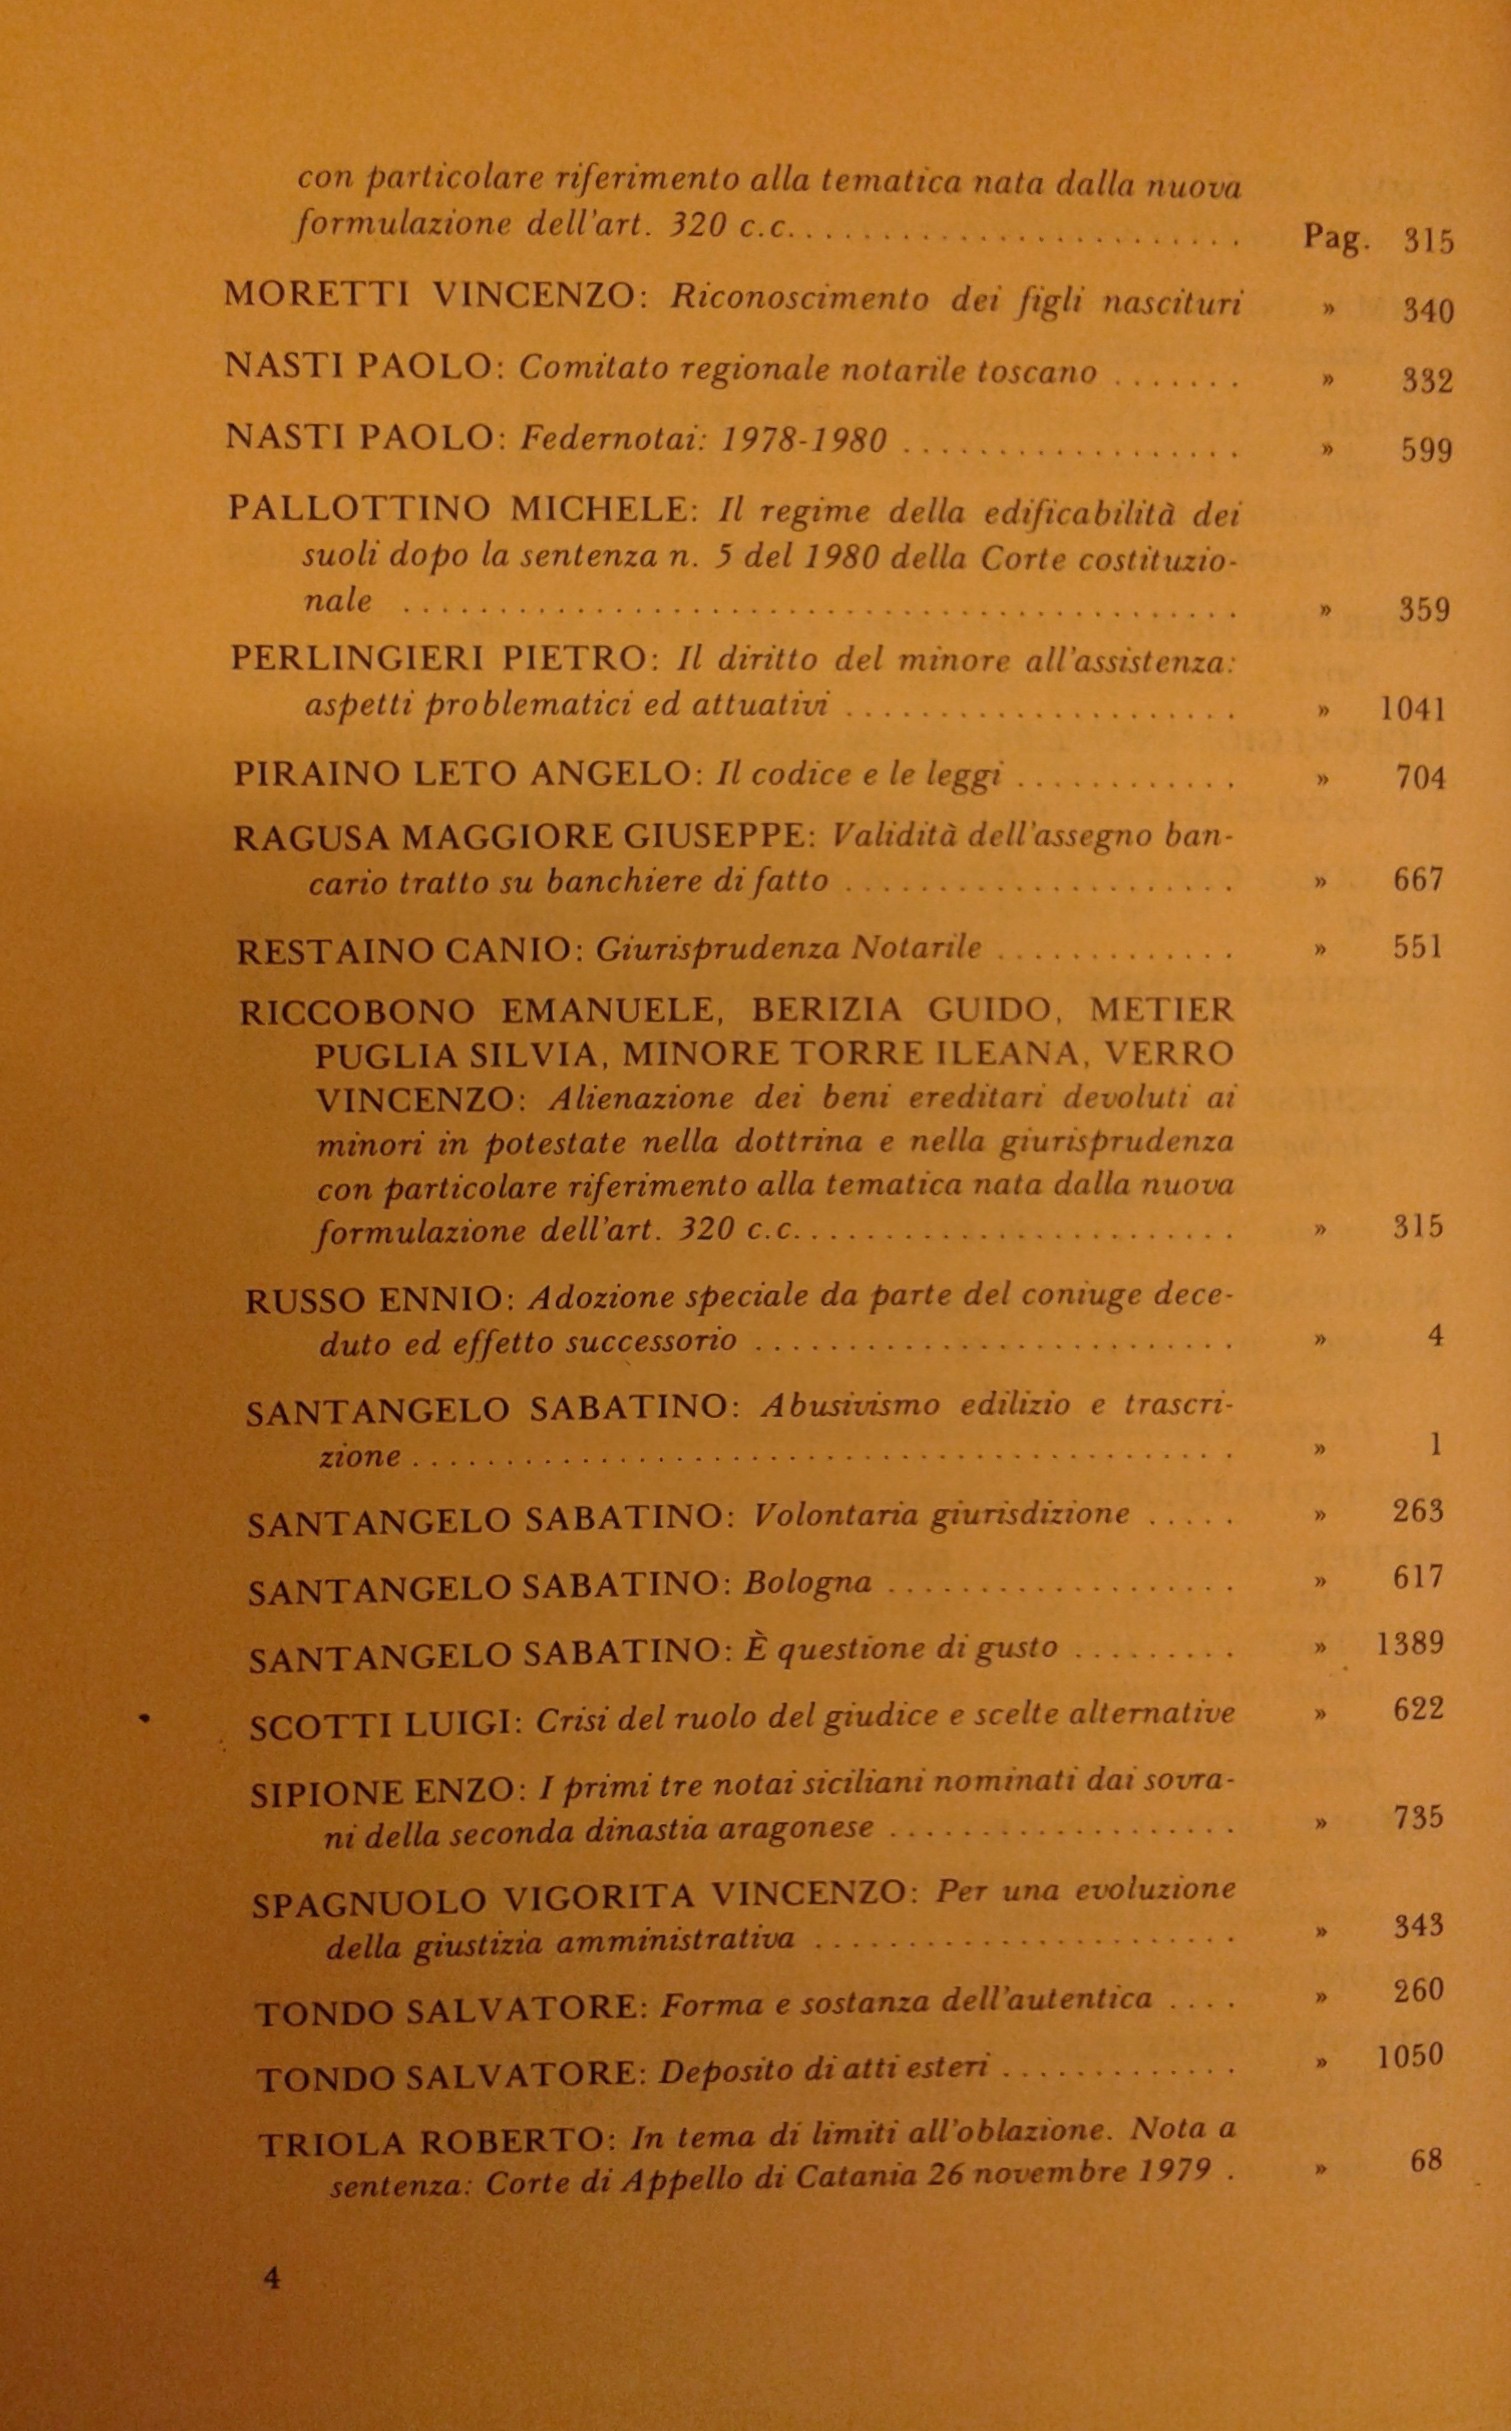 con particolare riferimento alla tematica nata dalla nuova
formulazione dell'art. 320 c.c. . . . . . . . . . . . . . . . . . . . . . . . . Pag. 315
MORETTI VINCENZO: Riconoscimento dei figli nascituri » 340
NASTI PAOLO: Comitato regionale notarile toscano . . . . . . . » 332
NASTI PAOLO: Federnotai: 1978-1980 . . . . . . . . . . . . . . . . . . » 599
PALLOTTINO MICHELE: Il regime della edificabilità dei
suoli dopo la sentenza n. 5 del 1980 della Corte costituzio-
nale . . . . . . . . . . . . . . . . . . . . . . . . . . . . . . . . . . . . . . . . . . . . » 359
PERLINGIERI PIETRO: Il diritto del minore all'assistenza:
aspetti problematici ed attuativi . . . . . . . . . . . . . . . . . . . . . » 1041
PIRAINO LETO ANGELO: Il codice e le leggi . . . . . . . . . . . . » 704
RAGUSA MAGGIORE GIUSEPPE: Validità dell'assegno ban-
cario tratto su banchiere di fatto . . . . . . . . . . . . . . . . . . . . . » 667
RESTAINO CANIO: Giurisprudenza Notarile . . . . . . . . . . . . . » 551
RICCOBONO EMANUELE, BERIZIA GUIDO, METIER
PUGLIA SILVIA, MINORE TORRE ILEANA, VERRO
VINCENZO: Alienazione dei beni ereditari devoluti ai
minori in potestate nella dottrina e nella giurisprudenza
con particolare riferimento alla tematica nata dalla nuova
formulazione dell'art. 320 c.c. . . . . . . . . . . . . . . . . . . . . . . . » 315
RUSSO ENNIO: Adozione speciale da parte del coniuge dece-
duto ed effetto successorio . . . . . . . . . . . . . . . . . . . . . . . . . . » 4
SANTANGELO SABATINO: Abusivismo edilizio e trascri-
zione . . . . . . . . . . . . . . . . . . . . . . . . . . . . . . . . . . . . . . . . . . . . » 1
SANTANGELO SABATINO: Volontaria giurisdizione . . . . . » 263
SANTANGELO SABATINO: Bologna . . . . . . . . . . . . . . . . . . . » 617
SANTANGELO SABATINO: È questione di gusto . . . . . . . . . » 1389
SCOTTI LUIGI: Crisi del ruolo del giudice e scelte alternative » 622
SIPIONE ENZO: I primi tre notai siciliani nominati dai sovra-
ni della seconda dinastia aragonese . . . . . . . . . . . . . . . . . . . » 735
SPAGNUOLO VIGORITA VINCENZO: Per una evoluzione
della giustizia amministrativa . . . . . . . . . . . . . . . . . . . . . . . » 343
TONDO SALVATORE: Forma e sostanza dell'autentica . . . . » 260
TONDO SALVATORE: Deposito di atti esteri . . . . . . . . . . . . . » 1050
TRIOLA ROBERTO: In tema di limiti all'oblazione. Nota a
sentenza: Corte di Appello di Catania 26 novembre 1979 . » 68
4